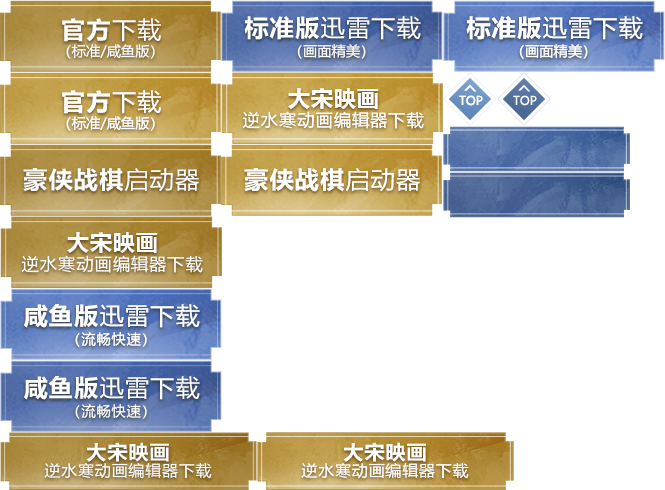 官方下载
(标准/咸鱼版)
标准版迅雷下载
(画面精美)
标准版迅雷下载
(画面精美)
官方下载
(标准/咸鱼版)
大宋映画
逆水寒动画编辑器下载
TOP
TOP
豪侠战棋启动器
豪侠战棋启动器
大宋映画
逆水寒动画编辑器下载
咸鱼版迅雷下载
(流畅快速)
咸鱼版迅雷下载
(流畅快速)
大宋映画
逆水寒动画编辑器下载
大宋映画
逆水寒动画编辑器下载